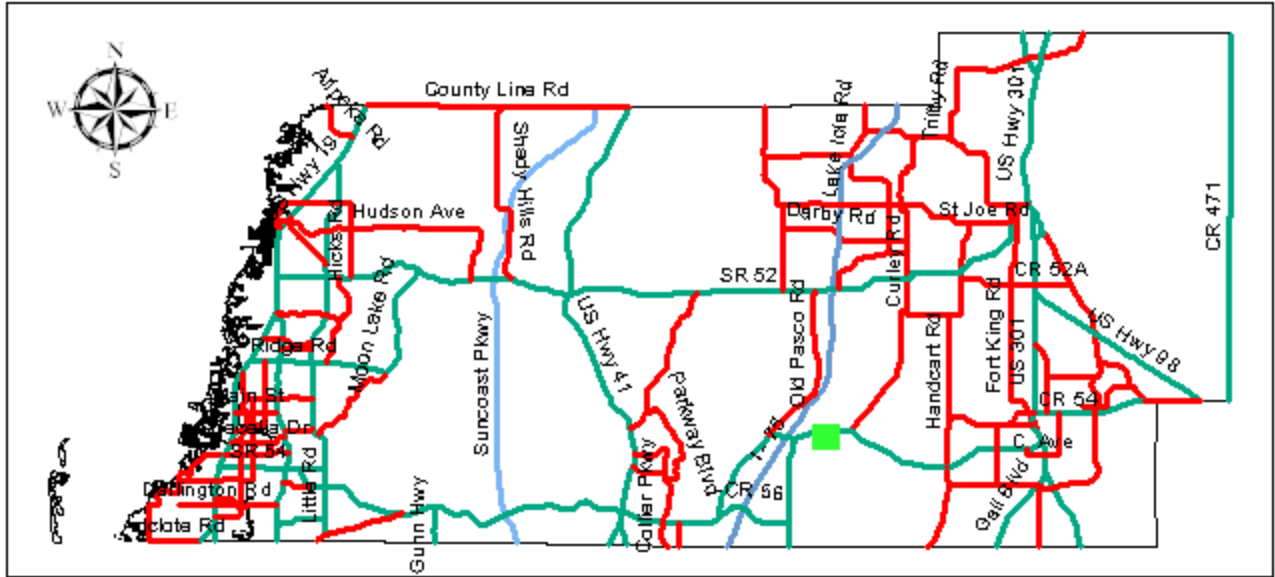 N
W
E
S
Aripeka Rd
County Line Rd
Shady Hills Rd
Lake Iola Rd
Trilby Rd
US Hwy 301
CR 471
Hwy 19
Hicks Rd
Hudson Ave
Darby Rd
St Joe Rd
Curley Rd
SR 52
CR 52A
Moon Lake Rd
Suncoast Pkwy
US Hwy 41
Old Pasco Rd
Handcart Rd
Fort King Rd
US 301
US Hwy 98
Ridge Rd
Main St
Parkway Blvd
CR 54
SR 54
C Ave
Little Rd
Darlington Rd
Gunn Hwy
Collier Pkwy
CR 56
Gall Blvd
Rd